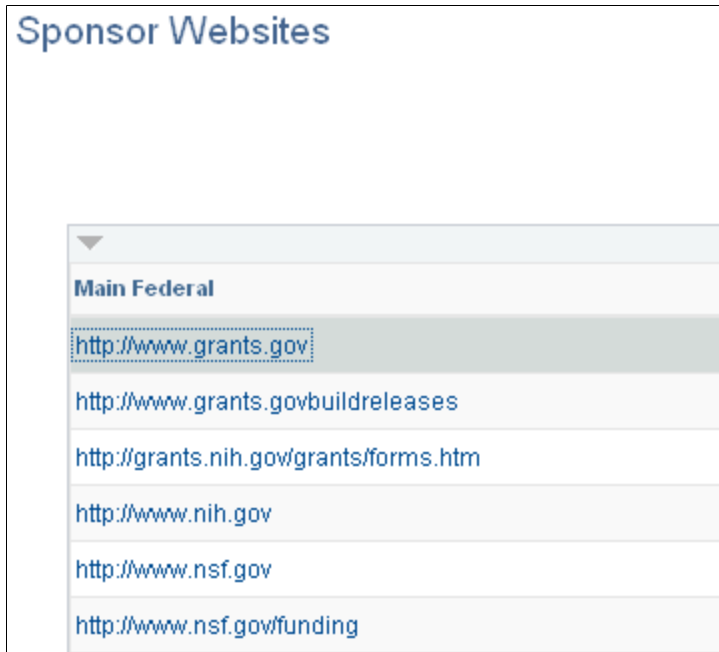 Sponsor Websites
Main Federal
http://www.grants.gov
http://www.grants.govbuildreleases
http://grants.nih.gov/grants/forms.htm
http://www.nih.gov
http://www.nsf.gov
http://www.nsf.gov/funding